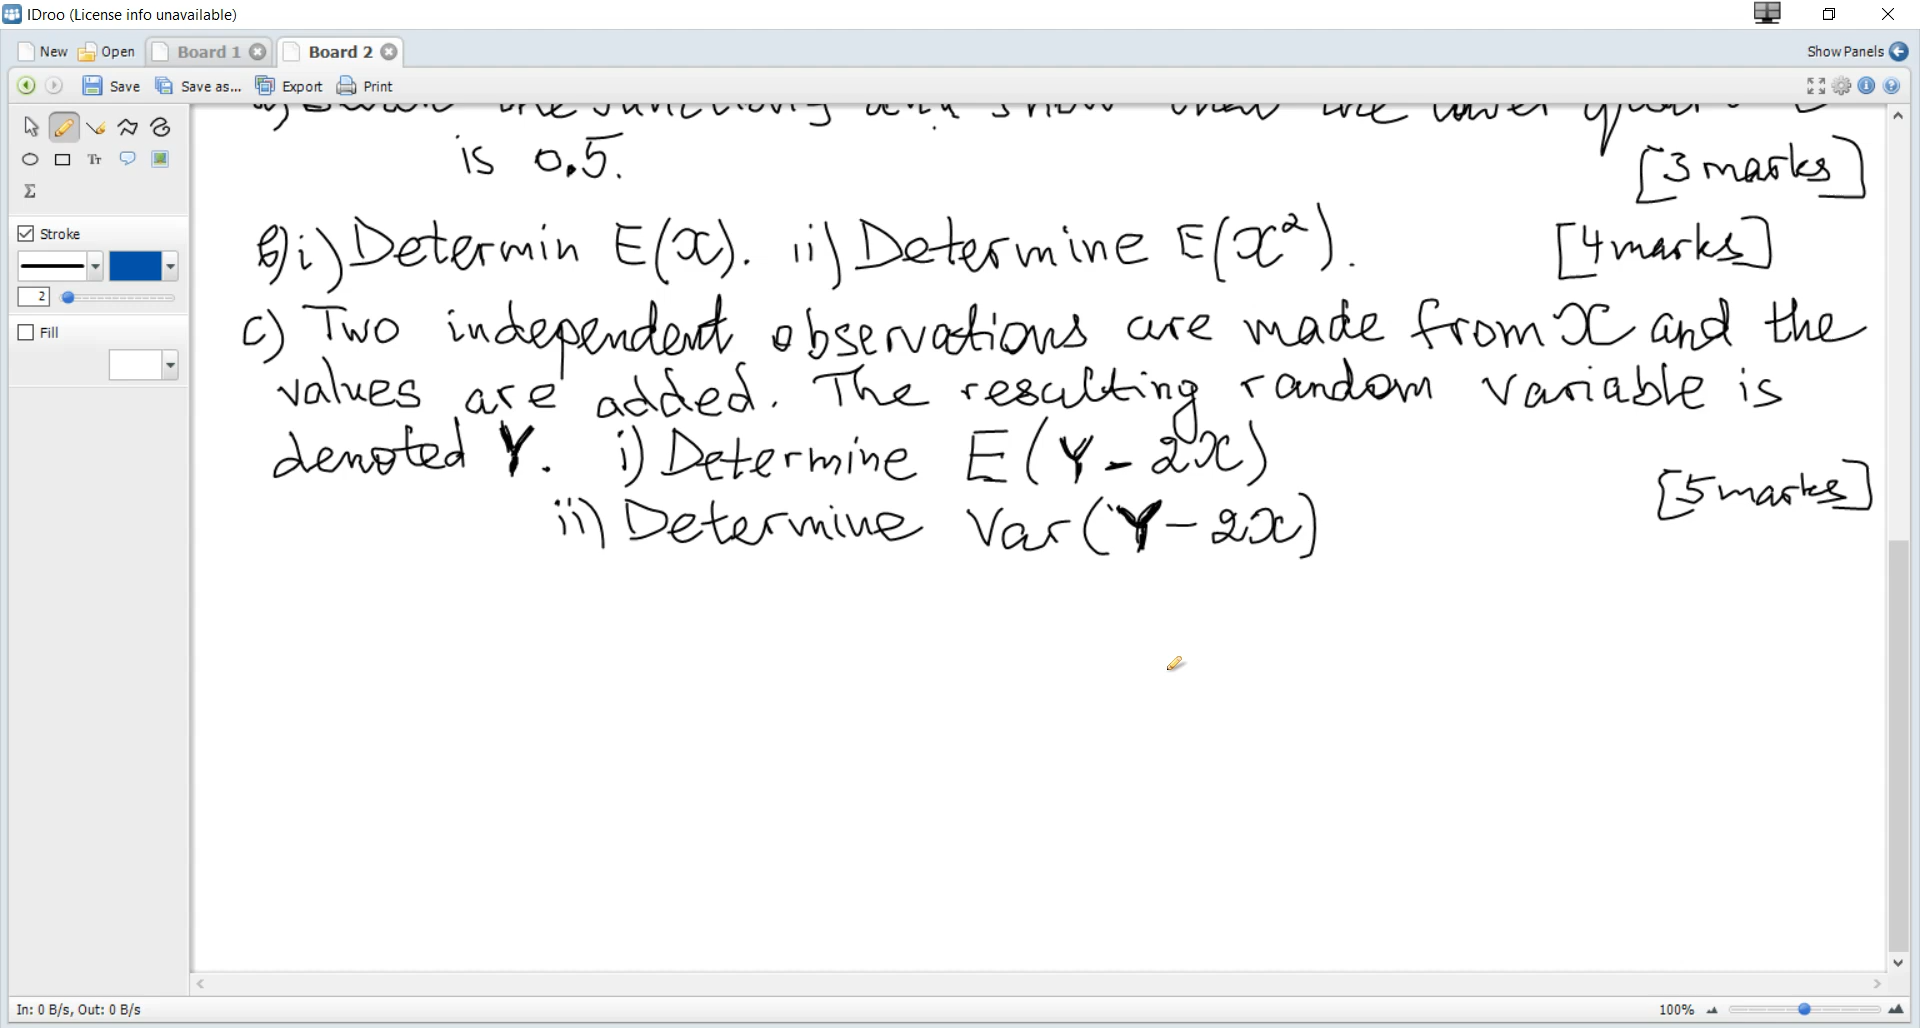 IDroo (License info unavailable)
New Open Board 1 Board 2 Show Panels
Save Save as... Export Print
is 0.5.
[3 marks]
b) i) Determin E(x). ii) Determine E(x²). [4 marks]
Stroke
2
Fill
c) Two independent observations are made from X and the
values are added. The resulting random variable is
denoted Y. i) Determine E(Y - 2x)
[5 marks]
ii) Determine Var(Y - 2x)
In: 0 B/s, Out: 0 B/s 100%